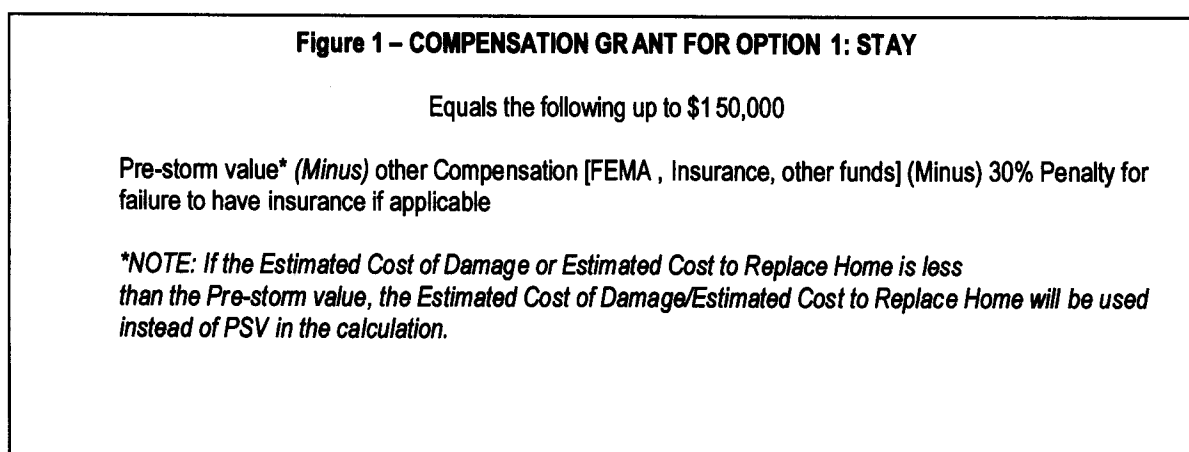 Figure 1 – COMPENSATION GRANT FOR OPTION 1: STAY
Equals the following up to $150,000
Pre-storm value* (Minus) other Compensation [FEMA , Insurance, other funds] (Minus) 30% Penalty for
failure to have insurance if applicable
*NOTE: If the Estimated Cost of Damage or Estimated Cost to Replace Home is less
than the Pre-storm value, the Estimated Cost of Damage/Estimated Cost to Replace Home will be used
instead of PSV in the calculation.